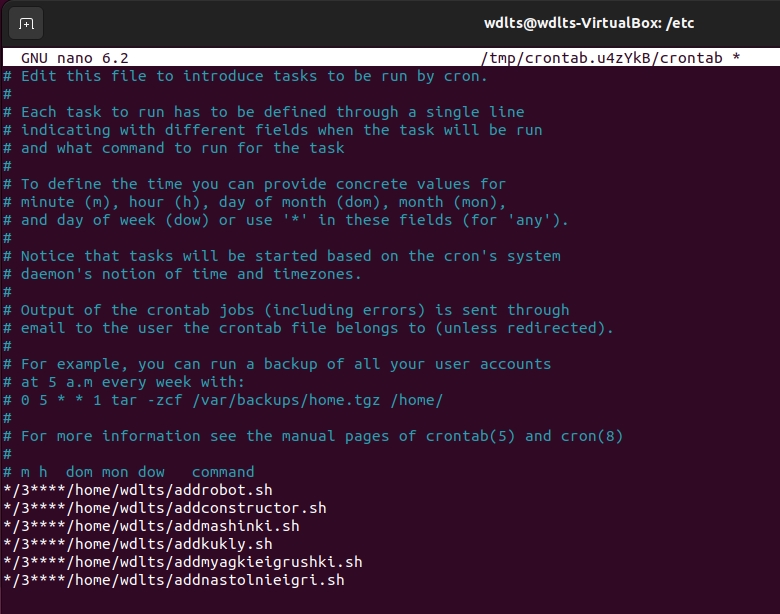 wdlts@wdlts-VirtualBox: /etc
GNU nano 6.2 /tmp/crontab.u4zYkB/crontab *
# Edit this file to introduce tasks to be run by cron.
#
# Each task to run has to be defined through a single line
# indicating with different fields when the task will be run
# and what command to run for the task
#
# To define the time you can provide concrete values for
# minute (m), hour (h), day of month (dom), month (mon),
# and day of week (dow) or use '*' in these fields (for 'any').
#
# Notice that tasks will be started based on the cron's system
# daemon's notion of time and timezones.
#
# Output of the crontab jobs (including errors) is sent through
# email to the user the crontab file belongs to (unless redirected).
#
# For example, you can run a backup of all your user accounts
# at 5 a.m every week with:
# 0 5 * * 1 tar -zcf /var/backups/home.tgz /home/
#
# For more information see the manual pages of crontab(5) and cron(8)
#
# m h  dom mon dow   command
*/3****/home/wdlts/addrobot.sh
*/3****/home/wdlts/addconstructor.sh
*/3****/home/wdlts/addmashinki.sh
*/3****/home/wdlts/addkukly.sh
*/3****/home/wdlts/addmyagkieigrushki.sh
*/3****/home/wdlts/addnastolnieigri.sh